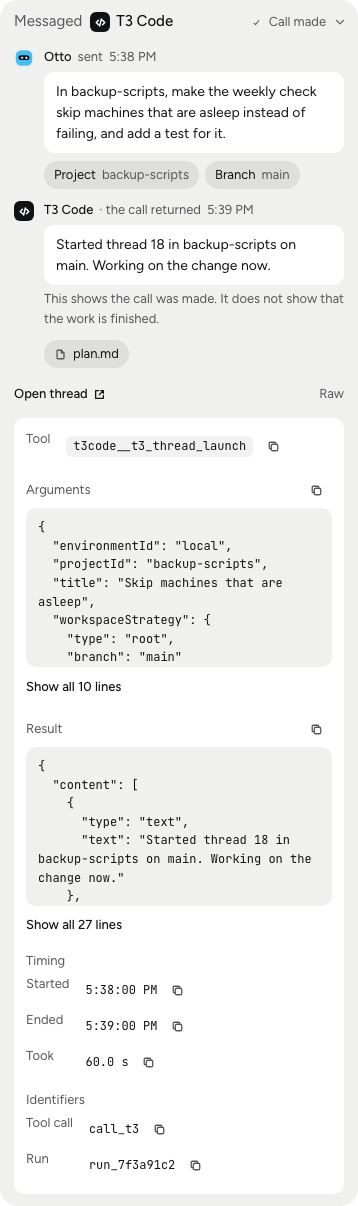 Messaged T3 Code Call made
Otto sent 5:38 PM
In backup-scripts, make the weekly check
skip machines that are asleep instead of
failing, and add a test for it.
Project backup-scripts Branch main
T3 Code · the call returned 5:39 PM
Started thread 18 in backup-scripts on
main. Working on the change now.
This shows the call was made. It does not show that
the work is finished.
plan.md
Open thread Raw
Tool t3code__t3_thread_launch
Arguments
{
  "environmentId": "local",
  "projectId": "backup-scripts",
  "title": "Skip machines that are
asleep",
  "workspaceStrategy": {
    "type": "root",
    "branch": "main"
Show all 10 lines
Result
{
  "content": [
    {
      "type": "text",
      "text": "Started thread 18 in
backup-scripts on main. Working on the
change now."
    },
Show all 27 lines
Timing
Started 5:38:00 PM
Ended 5:39:00 PM
Took 60.0 s
Identifiers
Tool call call_t3
Run run_7f3a91c2